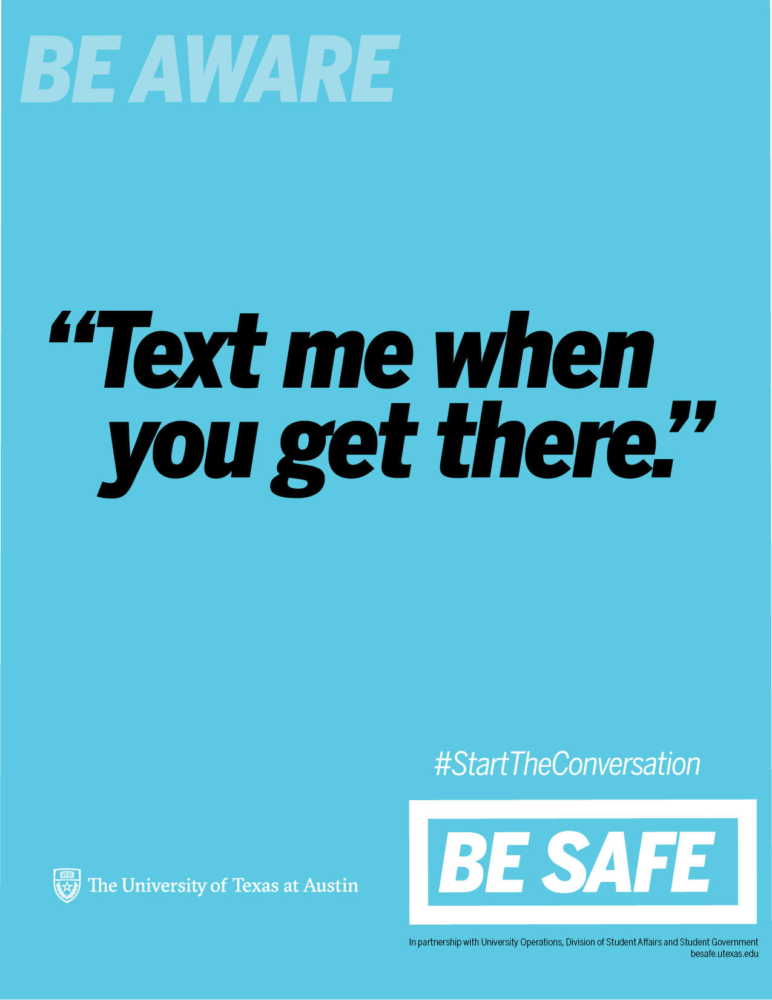 BE AWARE
“Text me when
you get there.”
#StartTheConversation
BE SAFE
The University of Texas at Austin
In partnership with University Operations, Division of Student Affairs and Student Government
besafe.utexas.edu